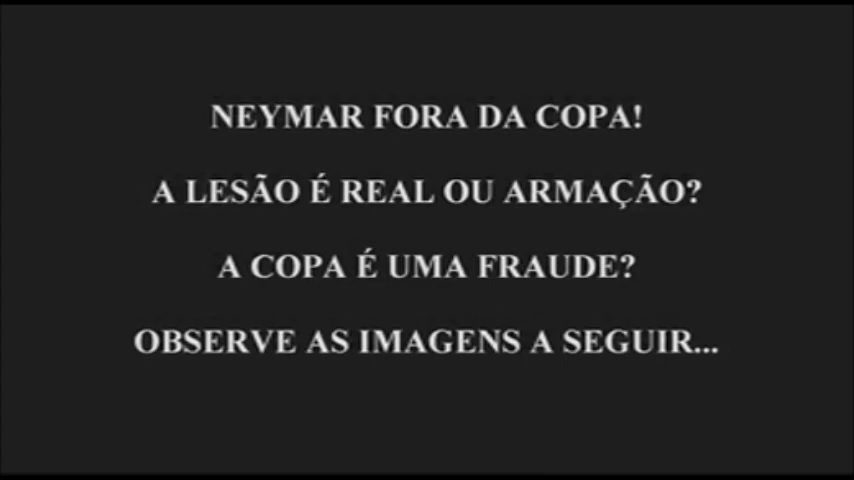 NEYMAR FORA DA COPA!
A LESÃO É REAL OU ARMAÇÃO?
A COPA É UMA FRAUDE?
OBSERVE AS IMAGENS A SEGUIR...